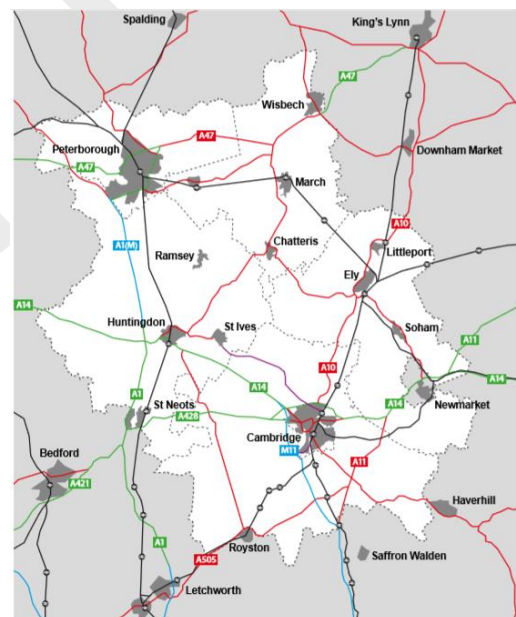 Spalding
King's Lynn
A47
Wisbech
Peterborough
A47
Downham Market
A47
March
A10
A1(M)
Chatteris
Littleport
Ramsey
Ely
A14
Huntingdon
St Ives
Soham
A11
A10
A14
A14
A1
St Neots
A428
A14
Newmarket
Cambridge
Bedford
M11
A11
A421
Haverhill
A1
Royston
Saffron Walden
A505
Letchworth